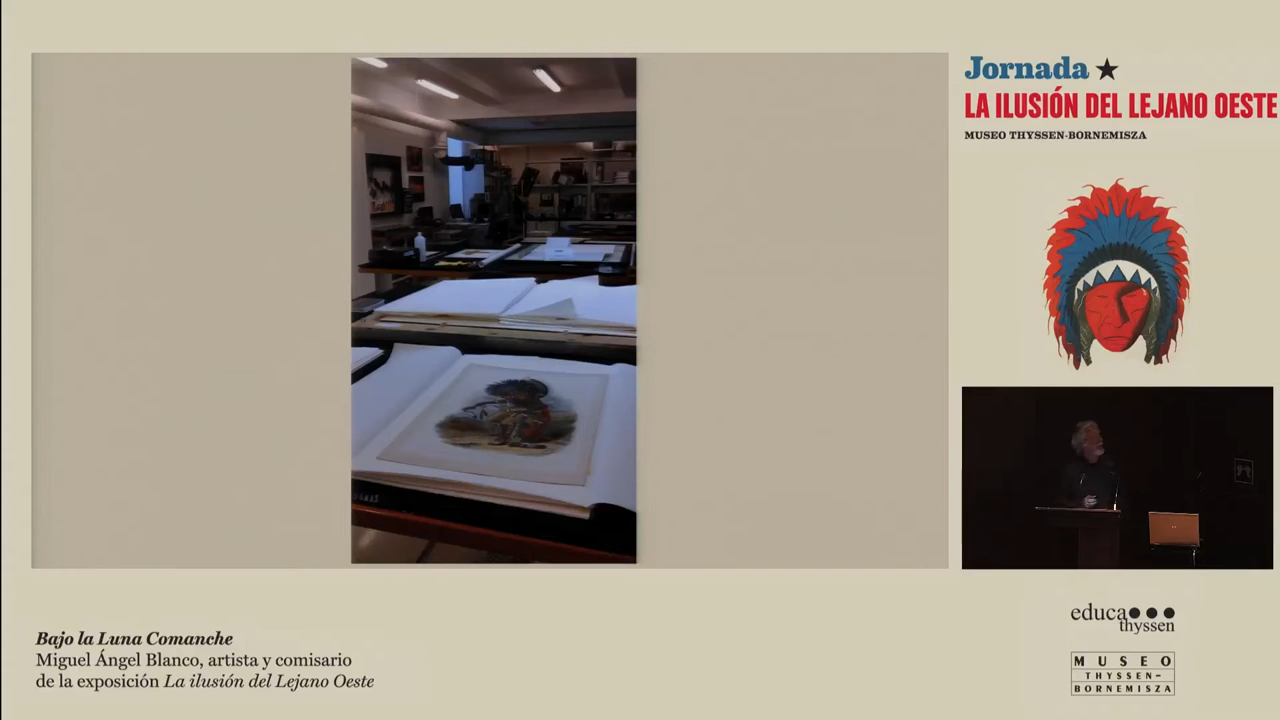 Jornada ★
LA ILUSIÓN DEL LEJANO OESTE
MUSEO THYSSEN-BORNEMISZA
Bajo la Luna Comanche
Miguel Ángel Blanco, artista y comisario
de la exposición La ilusión del Lejano Oeste
educa
thyssen
MUSEO
THYSSEN-
BORNEMISZA